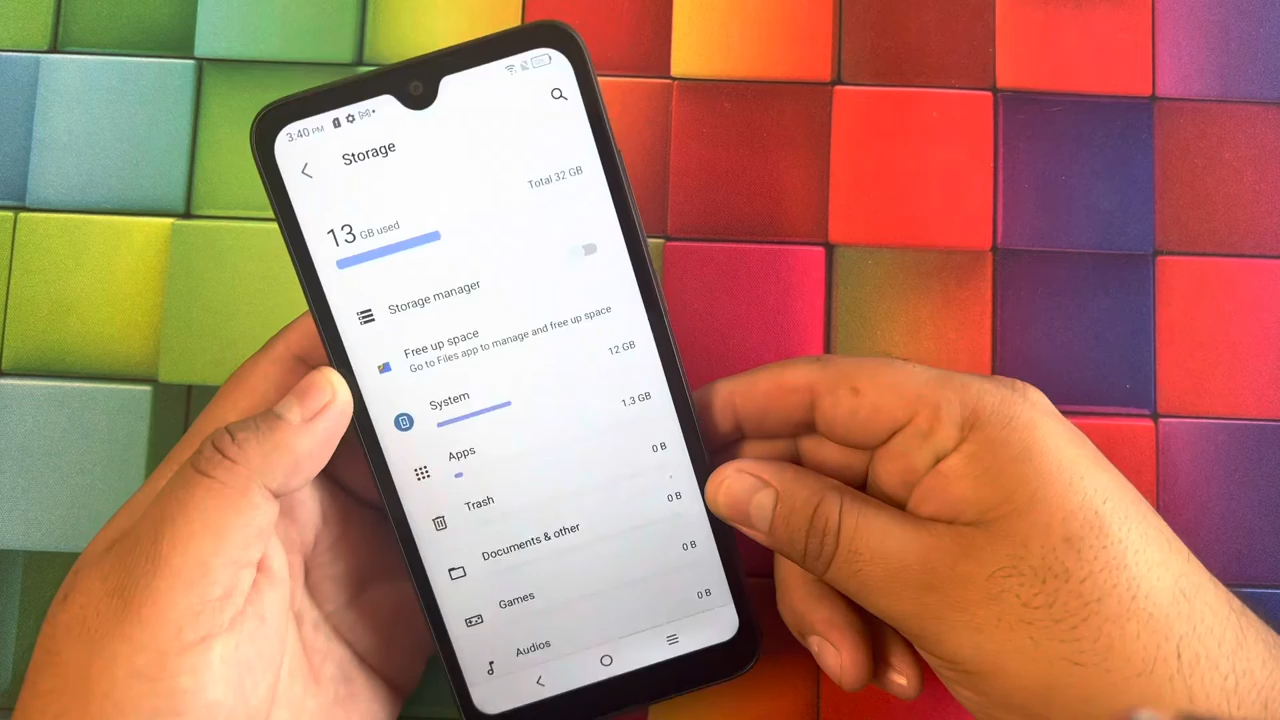 3:40 PM
Storage
Total 32 GB
13 GB used
Storage manager
Free up space
Go to Files app to manage and free up space
System
12 GB
Apps
1.3 GB
Trash
0 B
Documents & other
0 B
Games
0 B
Audios
0 B